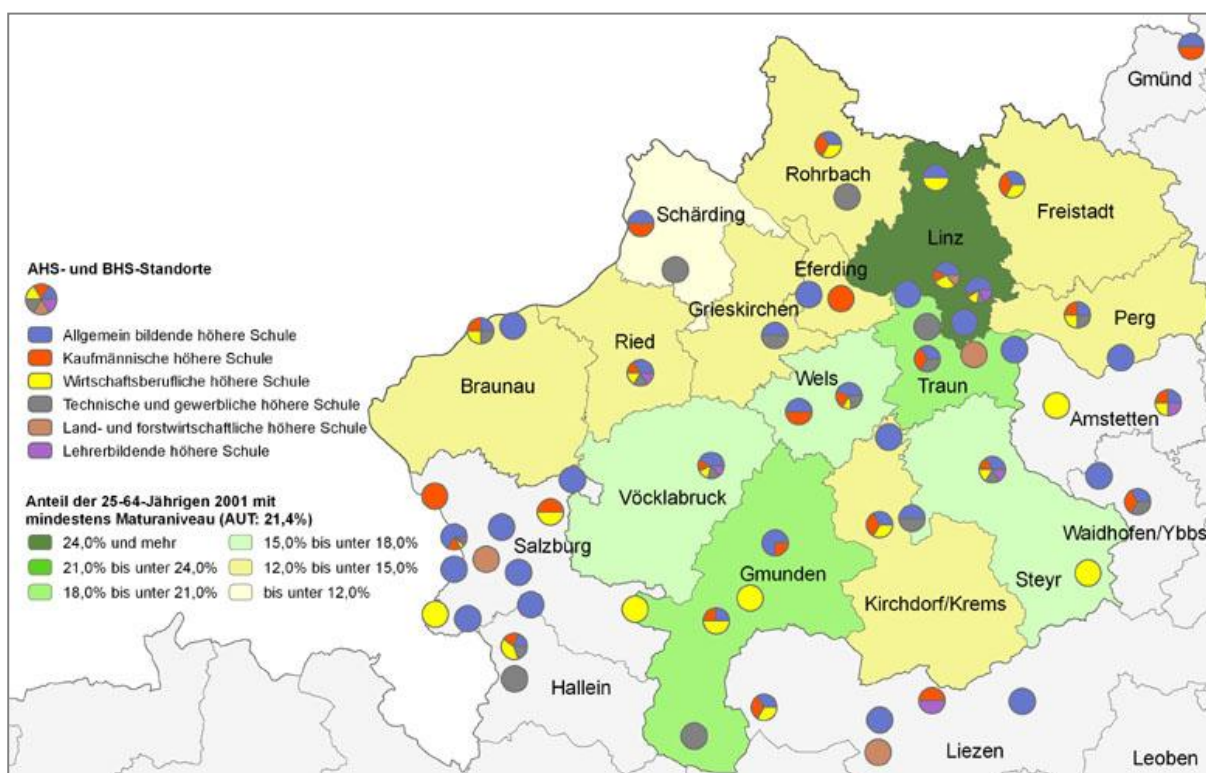 Gmünd
Rohrbach
Freistadt
Schärding
Linz
AHS- und BHS-Standorte
Eferding
Grieskirchen
Perg
Allgemein bildende höhere Schule
Kaufmännische höhere Schule
Wirtschaftsberufliche höhere Schule
Technische und gewerbliche höhere Schule
Land- und forstwirtschaftliche höhere Schule
Lehrerbildende höhere Schule
Ried
Braunau
Wels
Traun
Amstetten
Anteil der 25-64-Jährigen 2001 mit
mindestens Maturaniveau (AUT: 21,4%)
24,0% und mehr
15,0% bis unter 18,0%
21,0% bis unter 24,0%
12,0% bis unter 15,0%
18,0% bis unter 21,0%
bis unter 12,0%
Vöcklabruck
Waidhofen/Ybbs
Salzburg
Gmunden
Steyr
Kirchdorf/Krems
Hallein
Liezen
Leoben